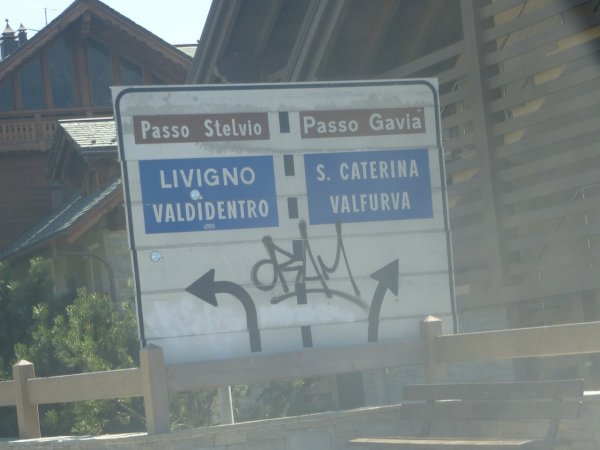 Passo Stelvio
Passo Gavia
LIVIGNO
VALDIDENTRO
S. CATERINA
VALFURVA